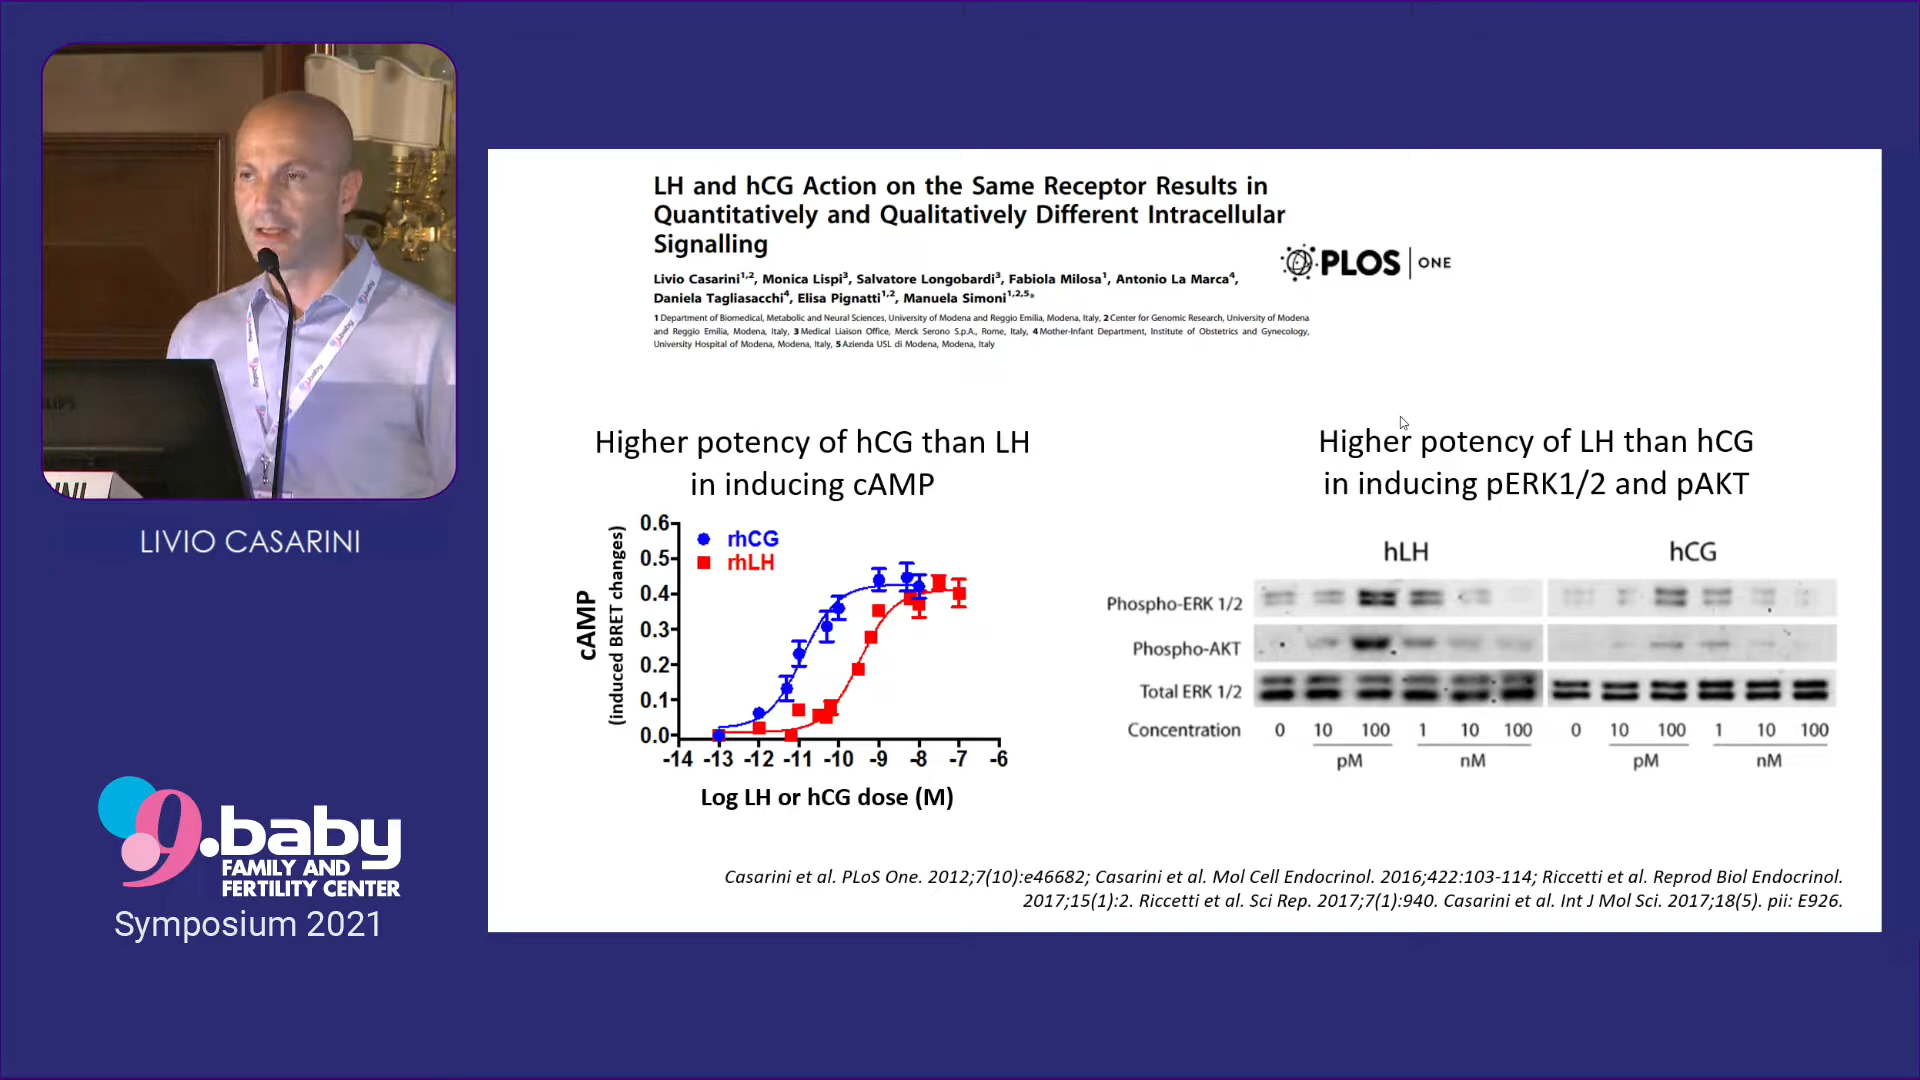 LH and hCG Action on the Same Receptor Results in
Quantitatively and Qualitatively Different Intracellular
Signalling
PLOS | ONE
Livio Casarini1,2, Monica Lispi3, Salvatore Longobardi3, Fabiola Milosa1, Antonio La Marca4,
Daniela Tagliasacchi4, Elisa Pignatti1,2, Manuela Simoni1,2,5*
1 Department of Biomedical, Metabolic and Neural Sciences, University of Modena and Reggio Emilia, Modena, Italy, 2 Center for Genomic Research, University of Modena
and Reggio Emilia, Modena, Italy, 3 Medical Liaison Office, Merck Serono S.p.A., Rome, Italy, 4 Mother-Infant Department, Institute of Obstetrics and Gynecology,
University Hospital of Modena, Modena, Italy, 5 Azienda USL di Modena, Modena, Italy
Higher potency of hCG than LH
in inducing cAMP
cAMP
(induced BRET changes)
0.6
0.5
0.4
0.3
0.2
0.1
0.0
rhCG
rhLH
-14 -13 -12 -11 -10 -9 -8 -7 -6
Log LH or hCG dose (M)
Higher potency of LH than hCG
in inducing pERK1/2 and pAKT
hLH hCG
Phospho-ERK 1/2
Phospho-AKT
Total ERK 1/2
Concentration 0 10 100 1 10 100 0 10 100 1 10 100
pM nM pM nM
Casarini et al. PLoS One. 2012;7(10):e46682; Casarini et al. Mol Cell Endocrinol. 2016;422:103-114; Riccetti et al. Reprod Biol Endocrinol.
2017;15(1):2. Riccetti et al. Sci Rep. 2017;7(1):940. Casarini et al. Int J Mol Sci. 2017;18(5). pii: E926.
LIVIO CASARINI
9.baby
FAMILY AND
FERTILITY CENTER
Symposium 2021